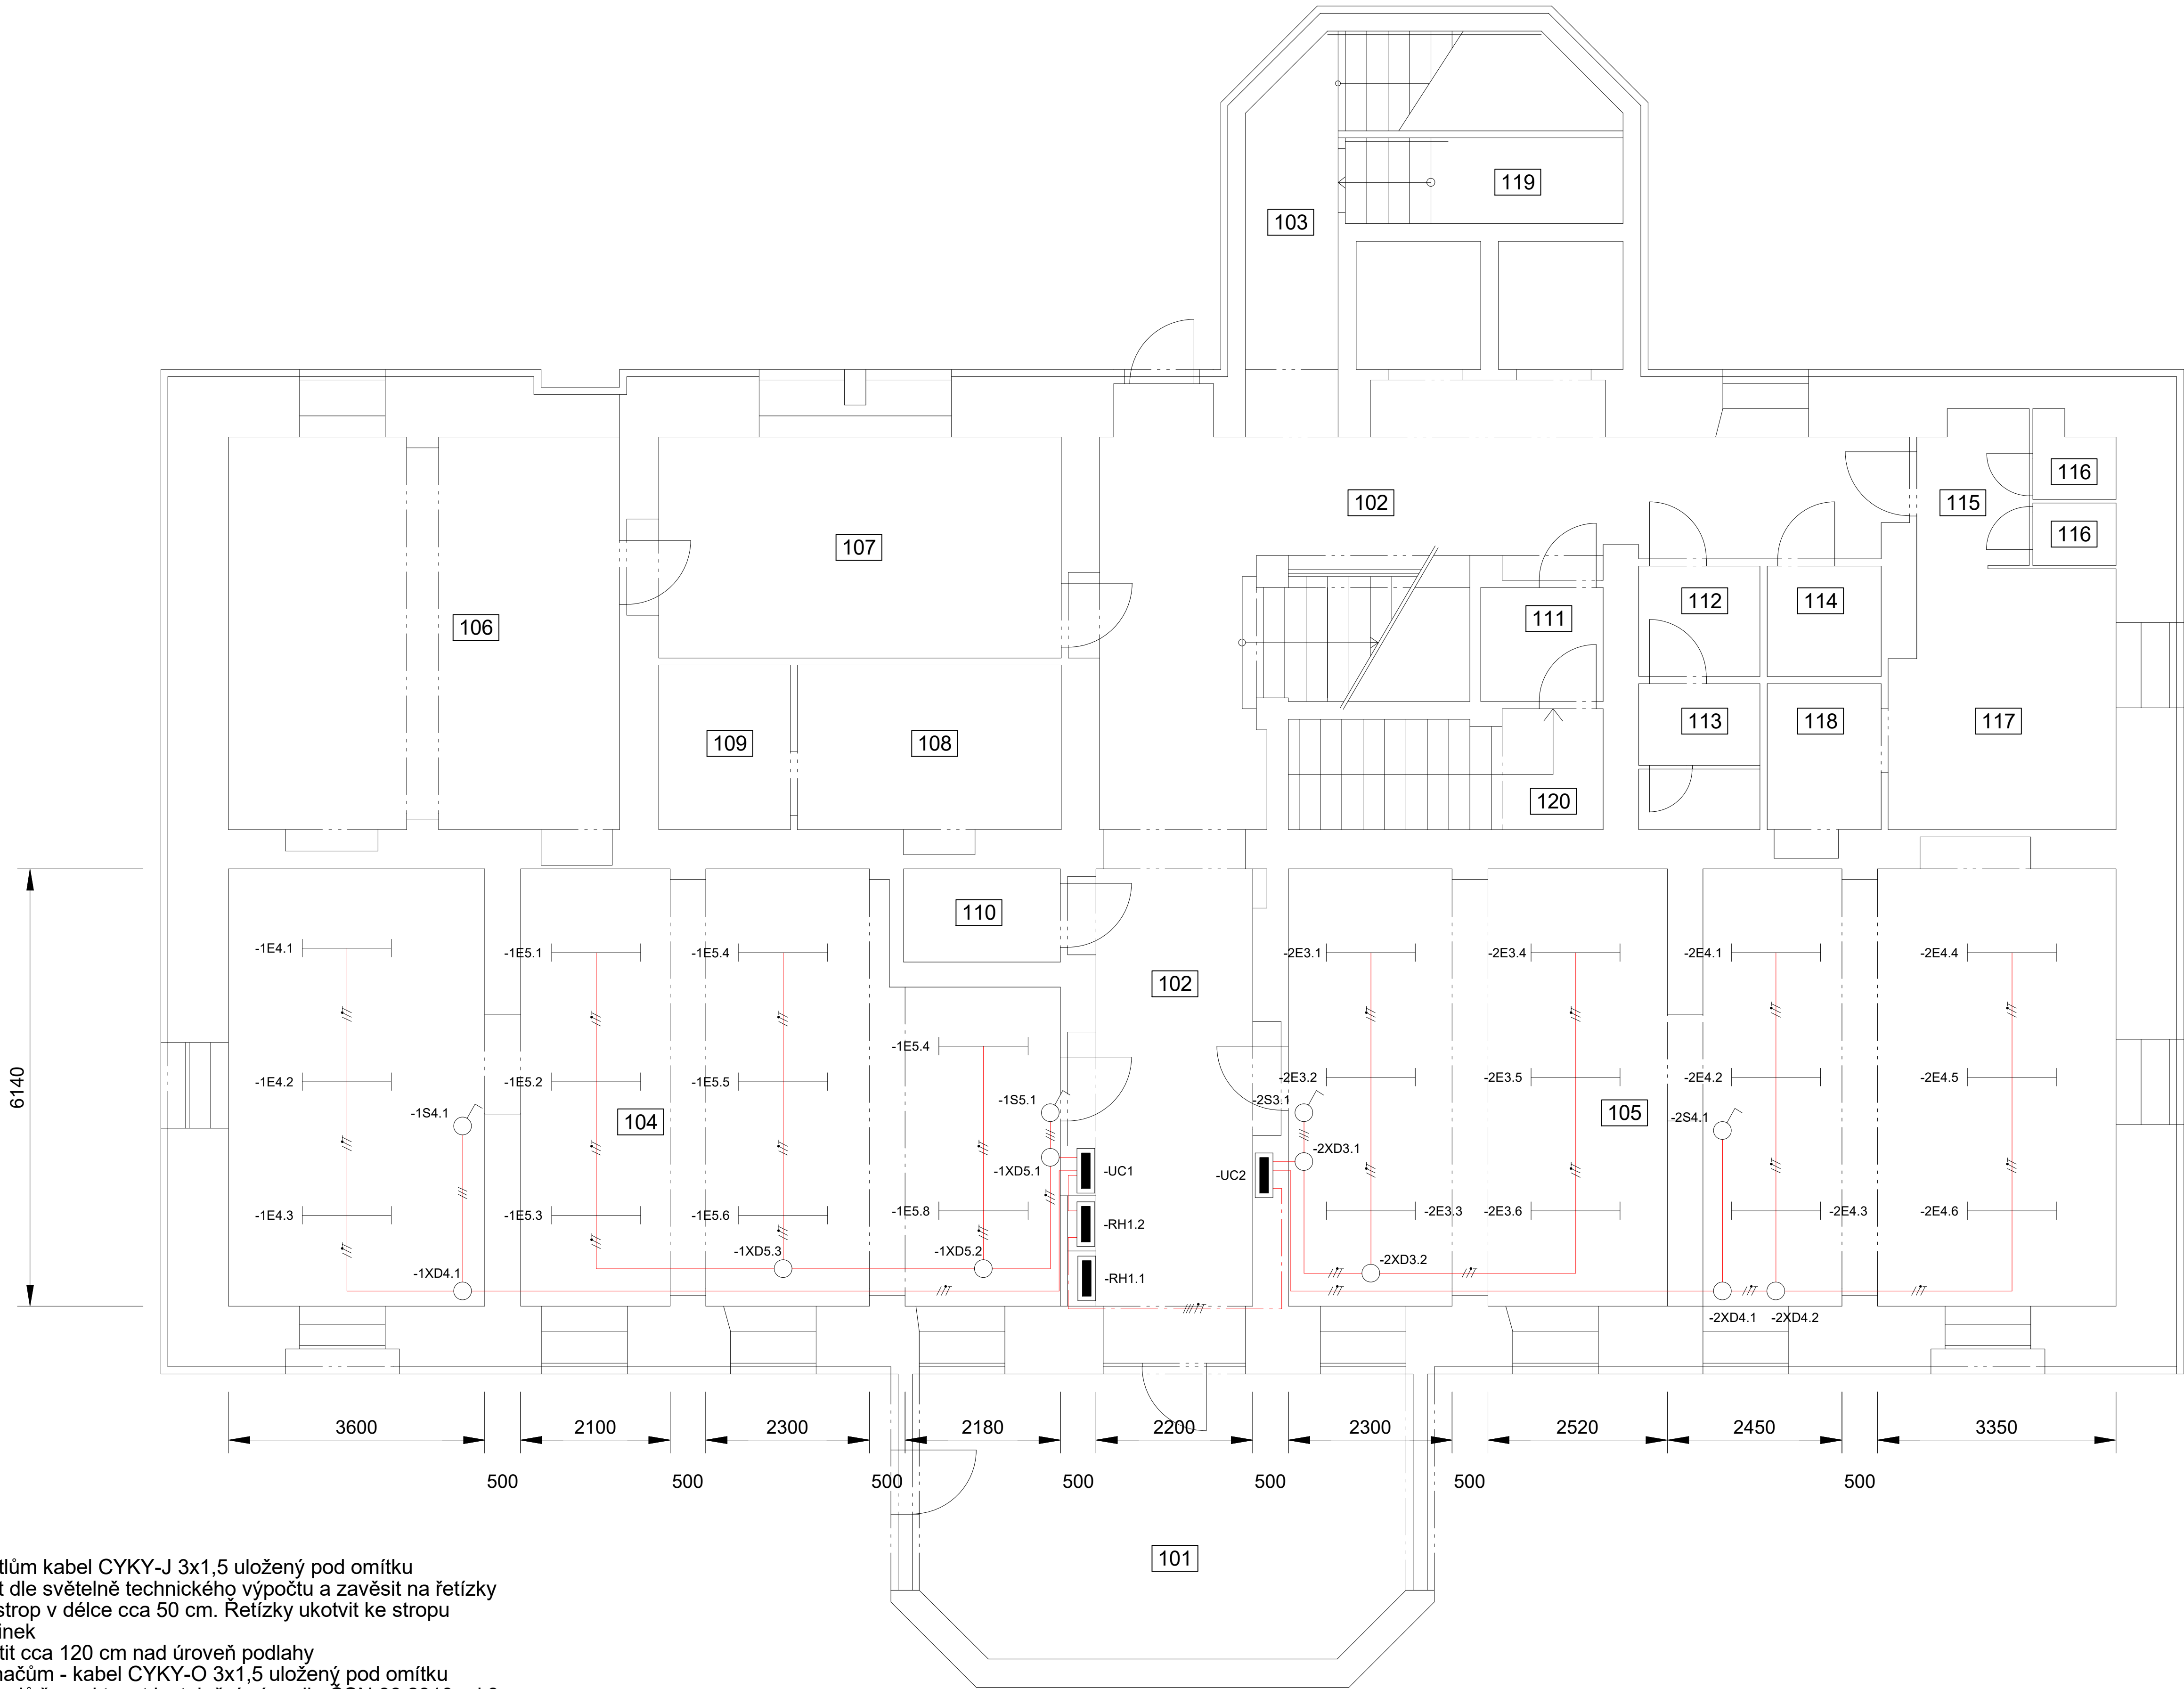 119
103
102
107
106
115
116
116
111
112
114
109
108
113
118
117
120
110
102
-1E4.1
-1E5.1
-1E5.4
-2E3.1
-2E3.4
-2E4.1
-2E4.4
-1E5.4
-1E4.2
-1E5.2
-1E5.5
-2E3.2
-2E3.5
-2E4.2
-2E4.5
-1S4.1
104
-1S5.1
-2S3.1
105
-2S4.1
-1XD5.1
-UC1
-UC2
-2XD3.1
-1E4.3
-1E5.3
-1E5.6
-1E5.8
-RH1.2
-2E3.3
-2E3.6
-2E4.3
-2E4.6
-1XD4.1
-1XD5.3
-1XD5.2
-RH1.1
-2XD3.2
-2XD4.1
-2XD4.2
6140
3600
2100
2300
2180
2200
2300
2520
2450
3350
500
500
500
500
500
500
500
101
tlům kabel CYKY-J 3x1,5 uložený pod omítku
t dle světelně technického výpočtu a zavěsit na řetízky
strop v délce cca 50 cm. Řetízky ukotvit ke stropu
inek
tit cca 120 cm nad úroveň podlahy
načům - kabel CYKY-O 3x1,5 uložený pod omítku